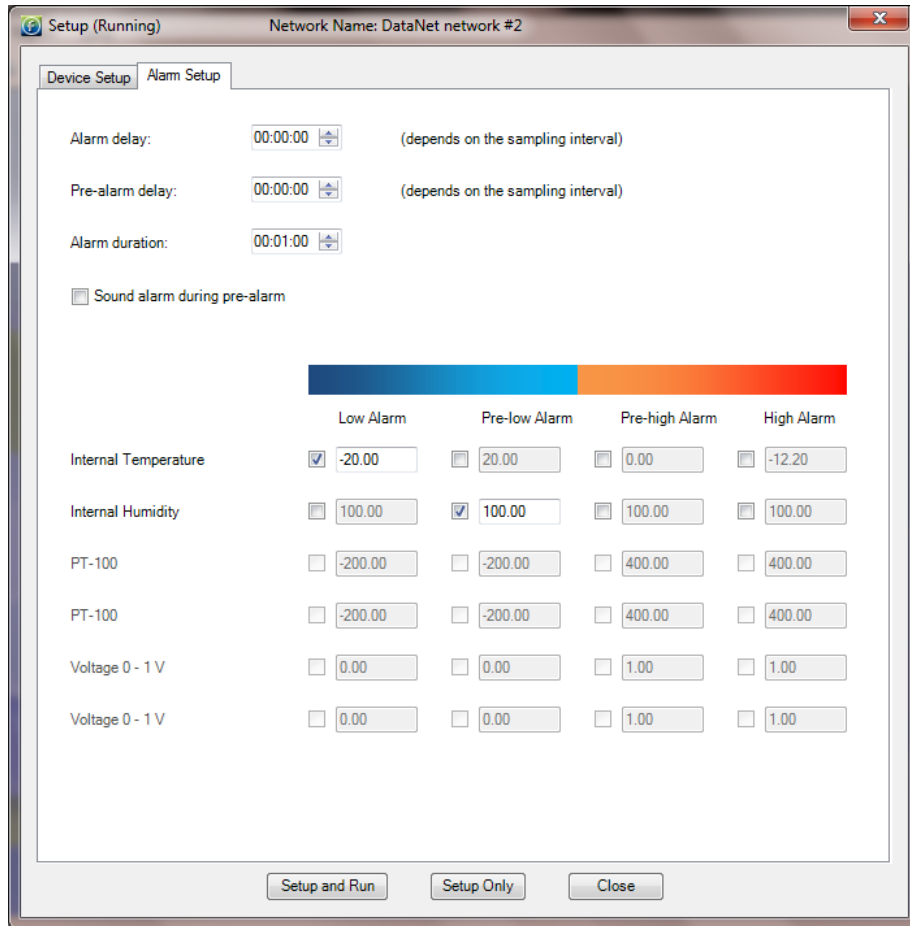 Setup (Running) Network Name: DataNet network #2
Device Setup Alarm Setup
Alarm delay: 00:00:00 (depends on the sampling interval)
Pre-alarm delay: 00:00:00 (depends on the sampling interval)
Alarm duration: 00:01:00
Sound alarm during pre-alarm
Low Alarm Pre-low Alarm Pre-high Alarm High Alarm
Internal Temperature -20.00 20.00 0.00 -12.20
Internal Humidity 100.00 100.00 100.00 100.00
PT-100 -200.00 -200.00 400.00 400.00
PT-100 -200.00 -200.00 400.00 400.00
Voltage 0 - 1 V 0.00 0.00 1.00 1.00
Voltage 0 - 1 V 0.00 0.00 1.00 1.00
Setup and Run Setup Only Close